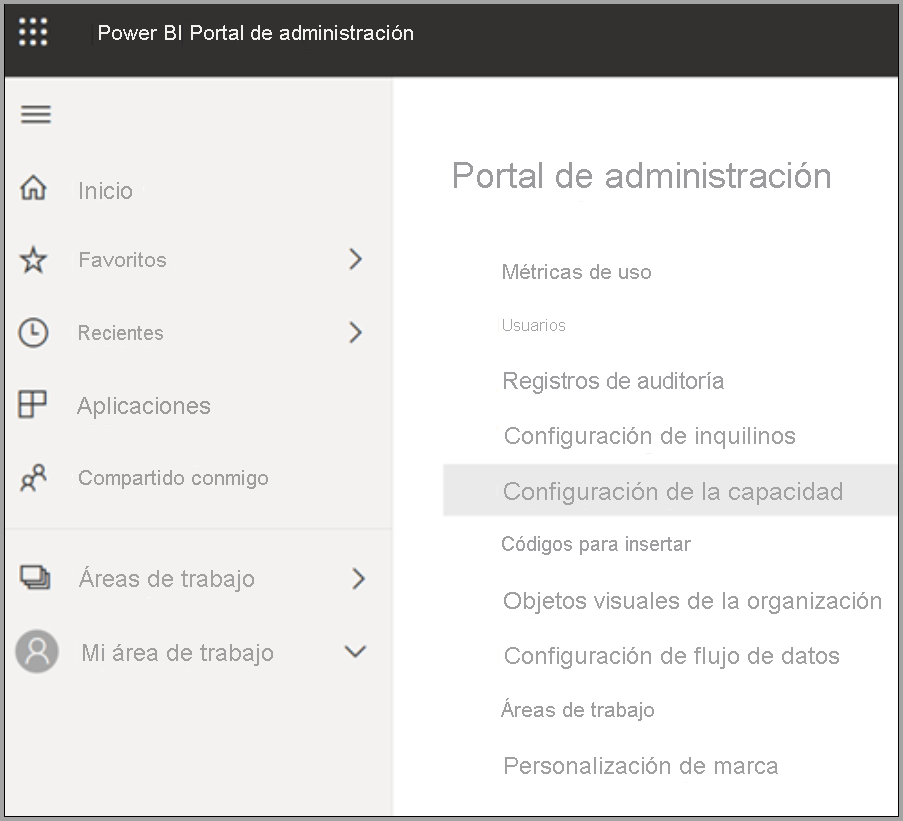 Power BI Portal de administración
Inicio
Favoritos
Recientes
Aplicaciones
Compartido conmigo
Áreas de trabajo
Mi área de trabajo
Portal de administración
Métricas de uso
Usuarios
Registros de auditoría
Configuración de inquilinos
Configuración de la capacidad
Códigos para insertar
Objetos visuales de la organización
Configuración de flujo de datos
Áreas de trabajo
Personalización de marca